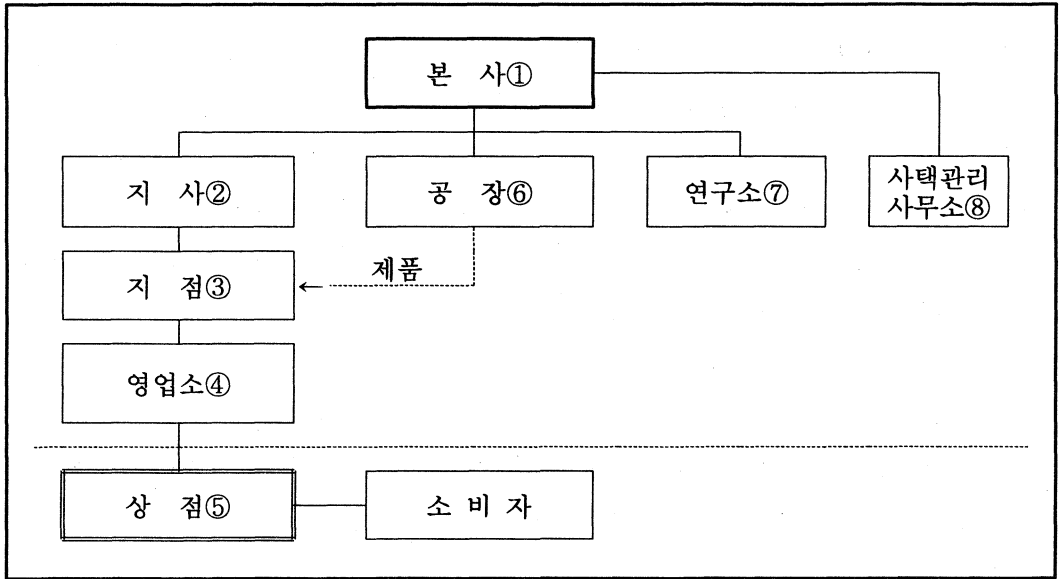 본 사①
지 사②
공 장⑥
연구소⑦
사택관리
사무소⑧
지 점③
제품
영업소④
상 점⑤
소 비 자